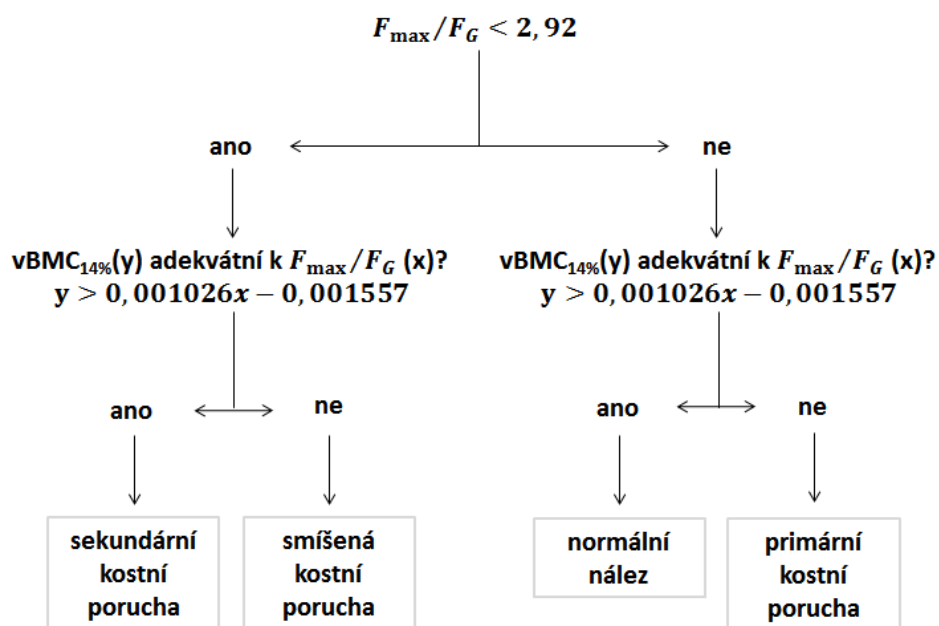 F_max/F_G < 2,92
ano
ne
vBMC14%(y) adekvátní k F_max/F_G (x)?
y > 0,001026x − 0,001557
vBMC14%(y) adekvátní k F_max/F_G (x)?
y > 0,001026x − 0,001557
ano
ne
ano
ne
sekundární
kostní
porucha
smíšená
kostní
porucha
normální
nález
primární
kostní
porucha